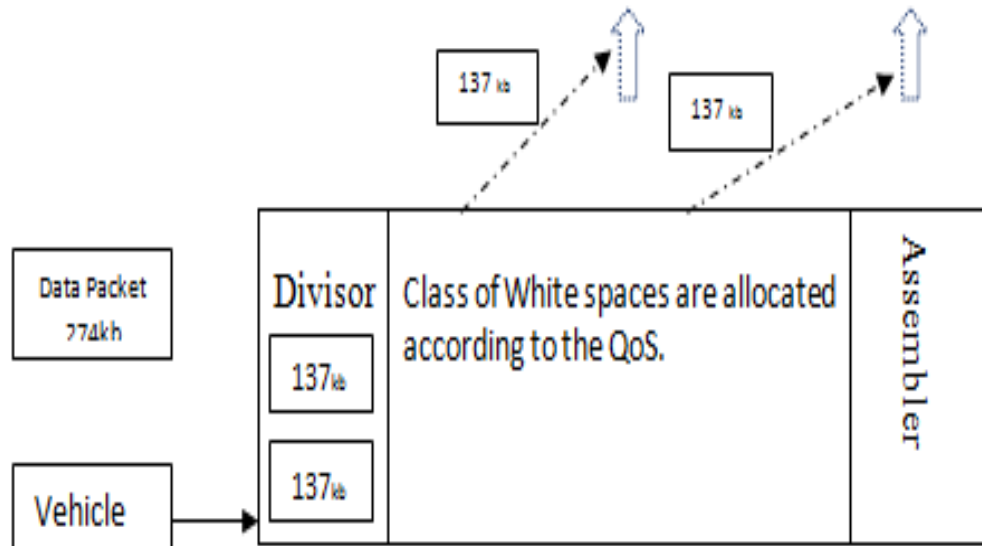 137 kb
137 kb
Data Packet
274kb
Divisor
137kb
137kb
Class of White spaces are allocated
according to the QoS.
Assembler
Vehicle